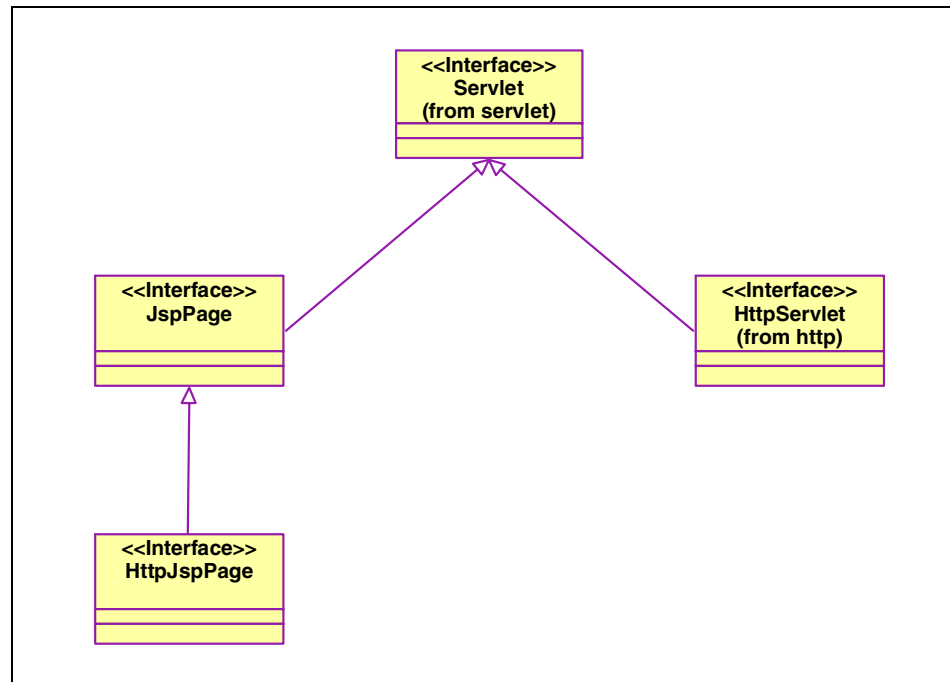 <<Interface>>
Servlet
(from servlet)
<<Interface>>
JspPage
<<Interface>>
HttpServlet
(from http)
<<Interface>>
HttpJspPage